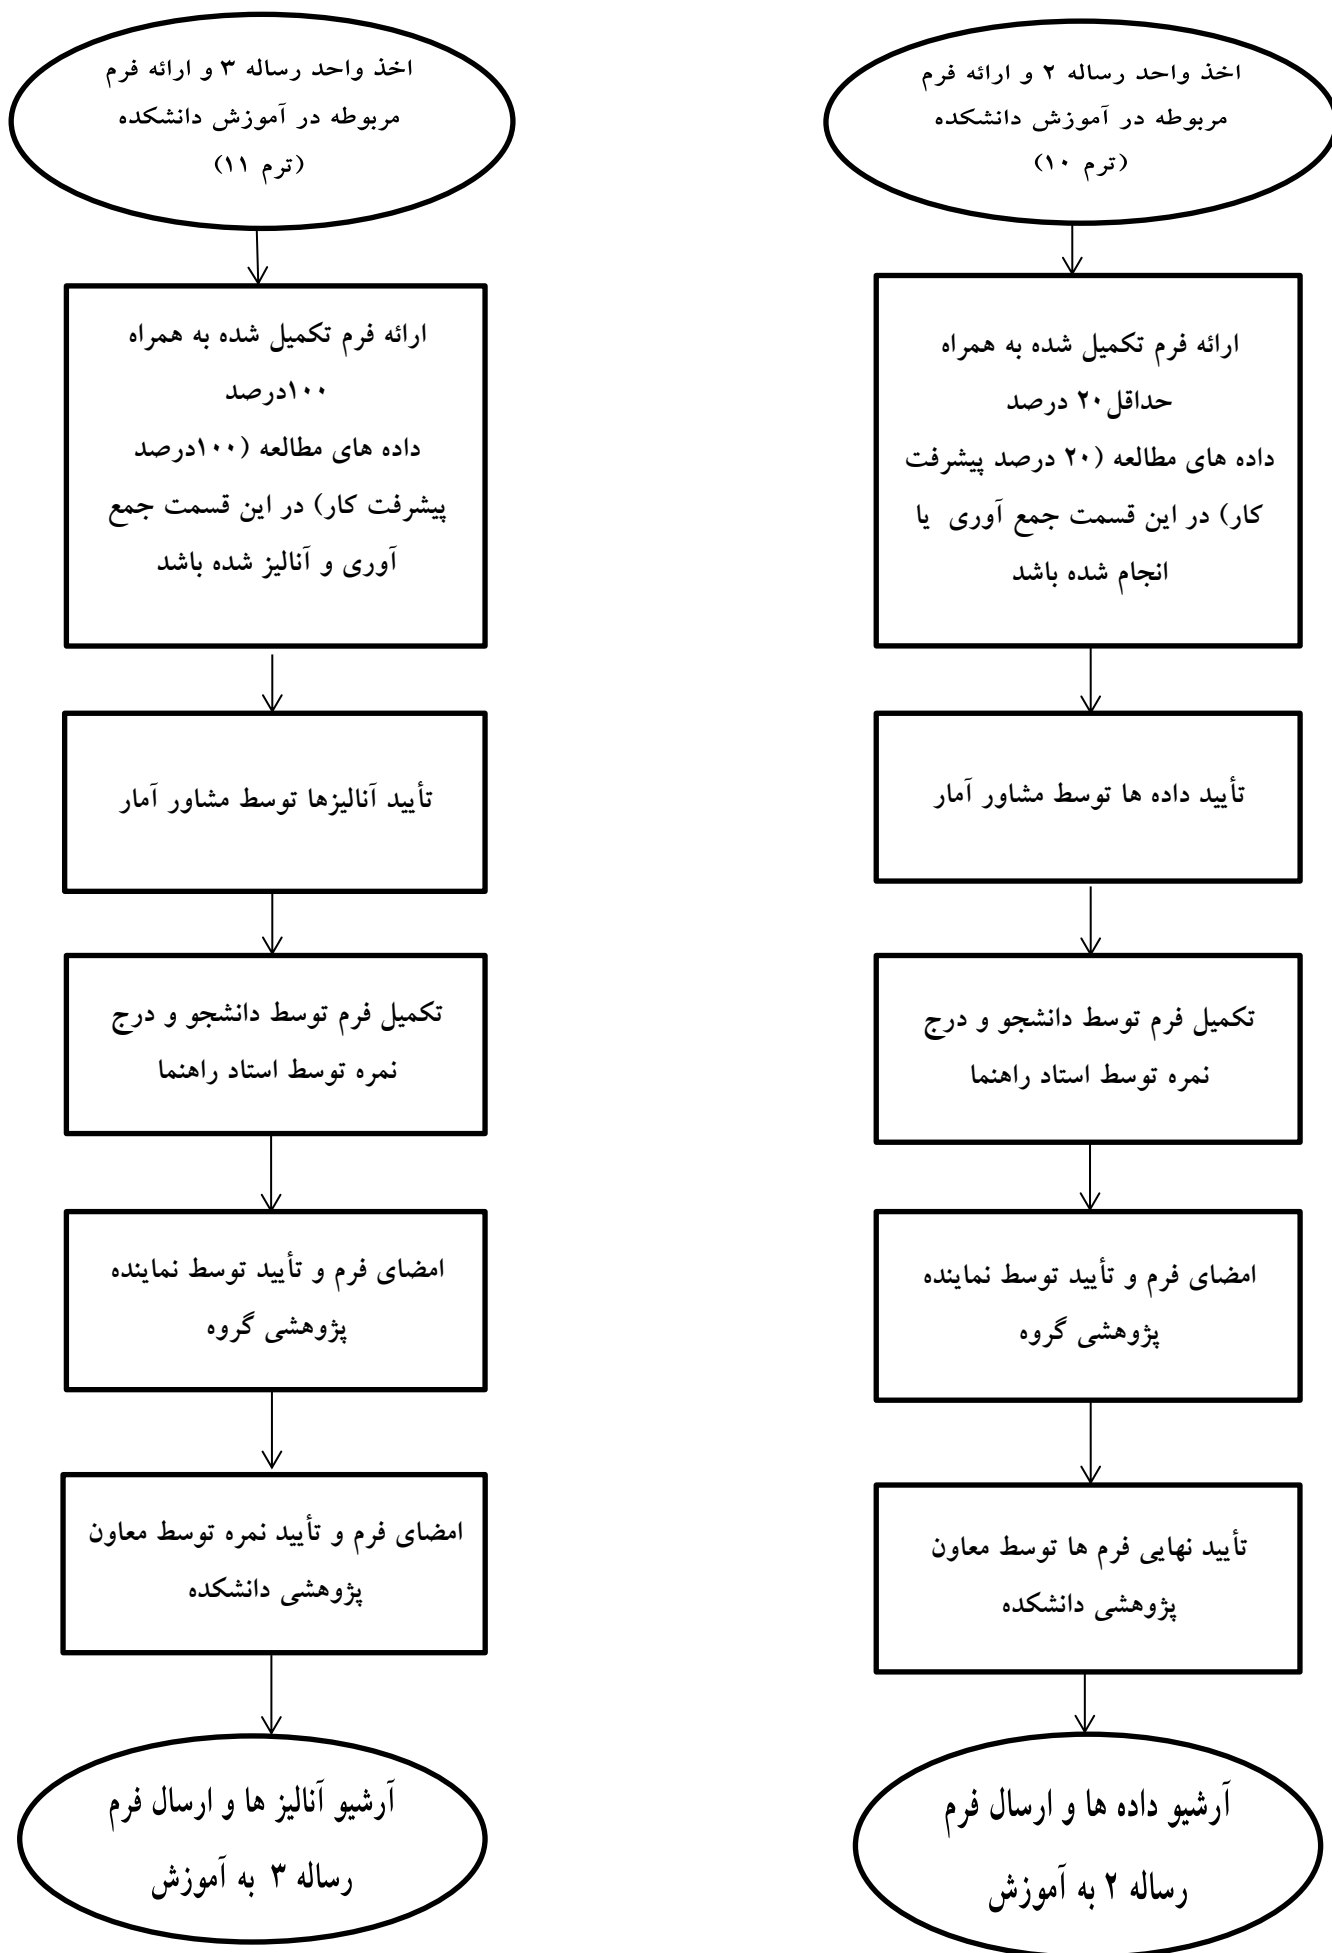 اخذ واحد رساله ۲ و ارائه فرم
مربوطه در آموزش دانشکده
(ترم ۱۰)
ارائه فرم تکمیل شده به همراه
حداقل۲۰ درصد
داده های مطالعه (۲۰ درصد پیشرفت
کار) در این قسمت جمع آوری یا
انجام شده باشد
تأیید داده ها توسط مشاور آمار
تکمیل فرم توسط دانشجو و درج
نمره توسط استاد راهنما
امضای فرم و تأیید توسط نماینده
پژوهشی گروه
تأیید نهایی فرم ها توسط معاون
پژوهشی دانشکده
آرشیو داده ها و ارسال فرم
رساله ۲ به آموزش
اخذ واحد رساله ۳ و ارائه فرم
مربوطه در آموزش دانشکده
(ترم ۱۱)
ارائه فرم تکمیل شده به همراه
۱۰۰درصد
داده های مطالعه (۱۰۰درصد
پیشرفت کار) در این قسمت جمع
آوری و آنالیز شده باشد
تأیید آنالیزها توسط مشاور آمار
تکمیل فرم توسط دانشجو و درج
نمره توسط استاد راهنما
امضای فرم و تأیید توسط نماینده
پژوهشی گروه
امضای فرم و تأیید نمره توسط معاون
پژوهشی دانشکده
آرشیو آنالیز ها و ارسال فرم
رساله ۳ به آموزش